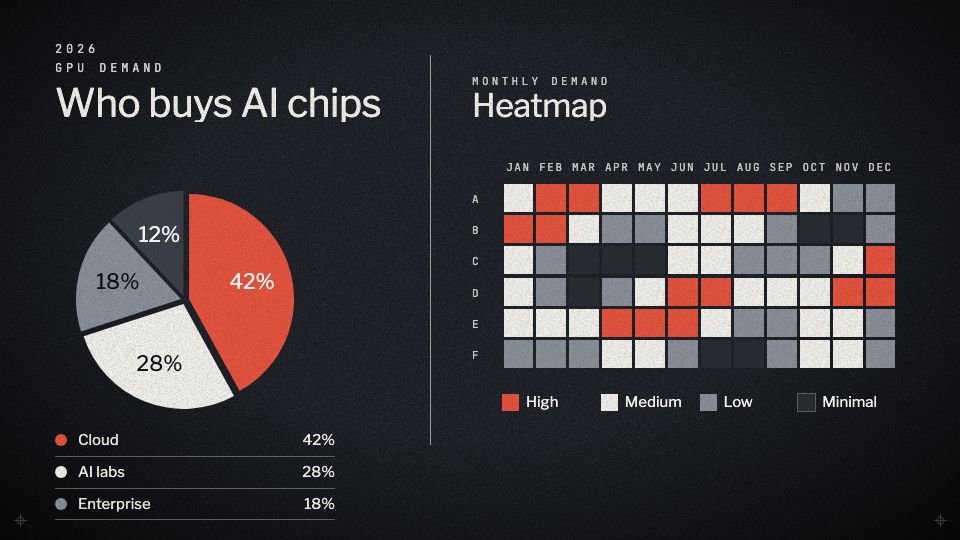 2026
GPU DEMAND
Who buys AI chips
12%
18%
42%
28%
Cloud 42%
AI labs 28%
Enterprise 18%
MONTHLY DEMAND
Heatmap
JAN FEB MAR APR MAY JUN JUL AUG SEP OCT NOV DEC
A
B
C
D
E
F
High Medium Low Minimal